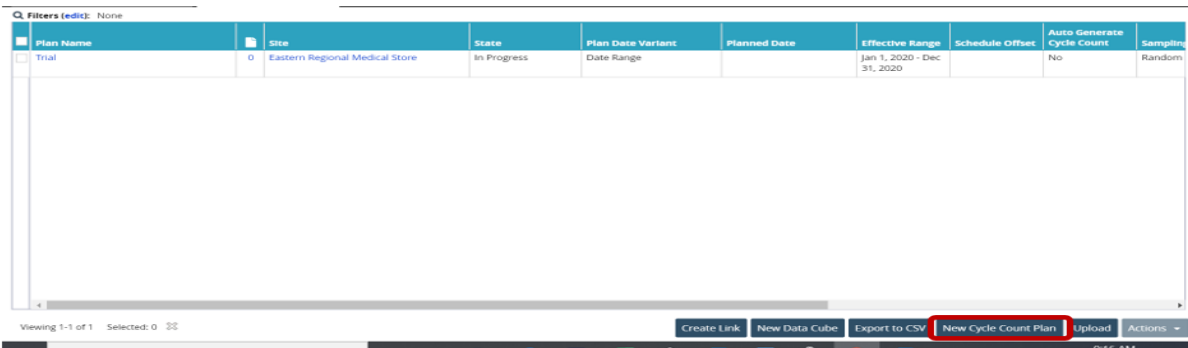 Filters (edit): None
Plan Name Site State Plan Date Variant Planned Date Effective Range Schedule Offset Auto Generate Cycle Count Sampling
Trial 0 Eastern Regional Medical Store In Progress Date Range Jan 1, 2020 - Dec 31, 2020 No Random
Viewing 1-1 of 1 Selected: 0 Create Link New Data Cube Export to CSV New Cycle Count Plan Upload Actions